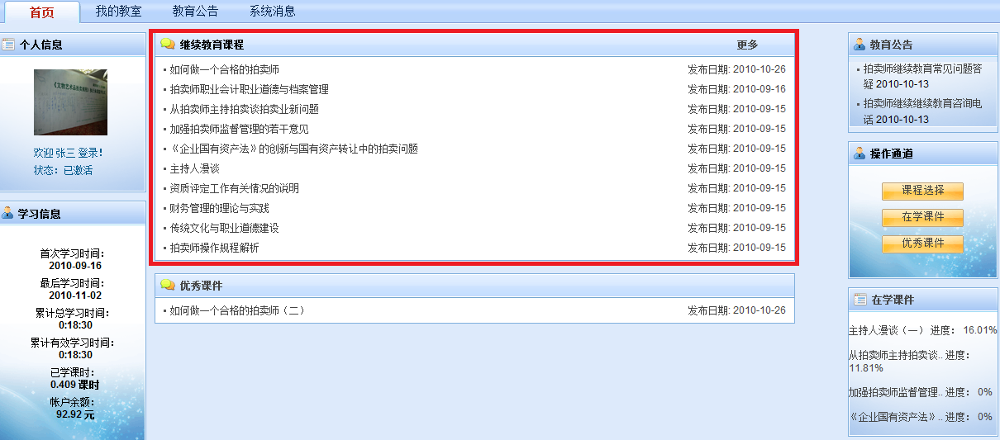 首页 我的教室 教育公告 系统消息
个人信息
欢迎 张三 登录！
状态：已激活
学习信息
首次学习时间：
2010-09-16
最后学习时间：
2010-11-02
累计总学习时间：
0:18:30
累计有效学习时间：
0:18:30
已学课时：
0.409 课时
帐户余额：
92.92 元
继续教育课程 更多
如何做一个合格的拍卖师 发布日期: 2010-10-26
拍卖师职业会计职业道德与档案管理 发布日期: 2010-09-16
从拍卖师主持拍卖谈拍卖业新问题 发布日期: 2010-09-15
加强拍卖师监督管理的若干意见 发布日期: 2010-09-15
《企业国有资产法》的创新与国有资产转让中的拍卖问题 发布日期: 2010-09-15
主持人漫谈 发布日期: 2010-09-15
资质评定工作有关情况的说明 发布日期: 2010-09-15
财务管理的理论与实践 发布日期: 2010-09-15
传统文化与职业道德建设 发布日期: 2010-09-15
拍卖师操作规程解析 发布日期: 2010-09-15
优秀课件
如何做一个合格的拍卖师（二） 发布日期: 2010-10-26
教育公告
拍卖师继续教育常见问题答
疑 2010-10-13
拍卖师继续继续教育咨询电
话 2010-10-13
操作通道
课程选择
在学课件
优秀课件
在学课件
主持人漫谈（一） 进度： 16.01%
从拍卖师主持拍卖谈.. 进度：
11.81%
加强拍卖师监督管理.. 进度： 0%
《企业国有资产法》.. 进度： 0%